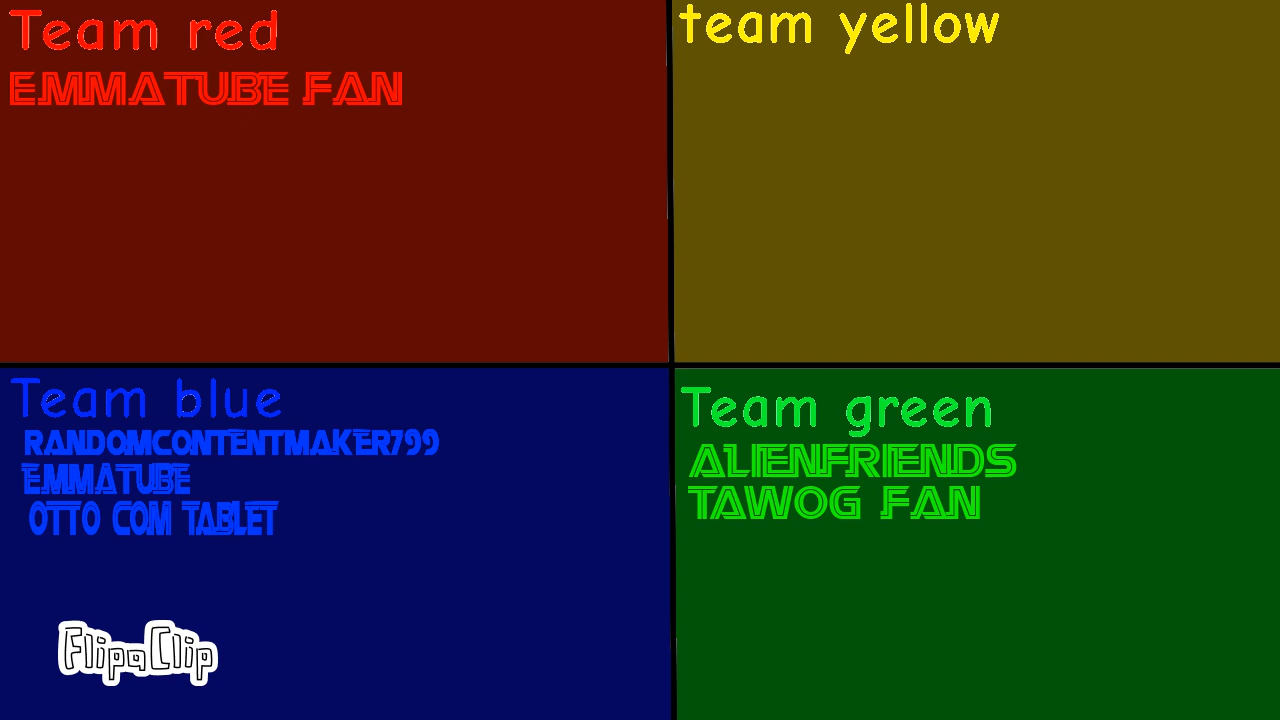 Team red
EMMATUBE FAN
team yellow
Team blue
RANDOMCONTENTMAKER799
EMMATUBE
OTTO COM TABLET
Team green
ALIENFRIENDS
TAWOG FAN
FlipaClip